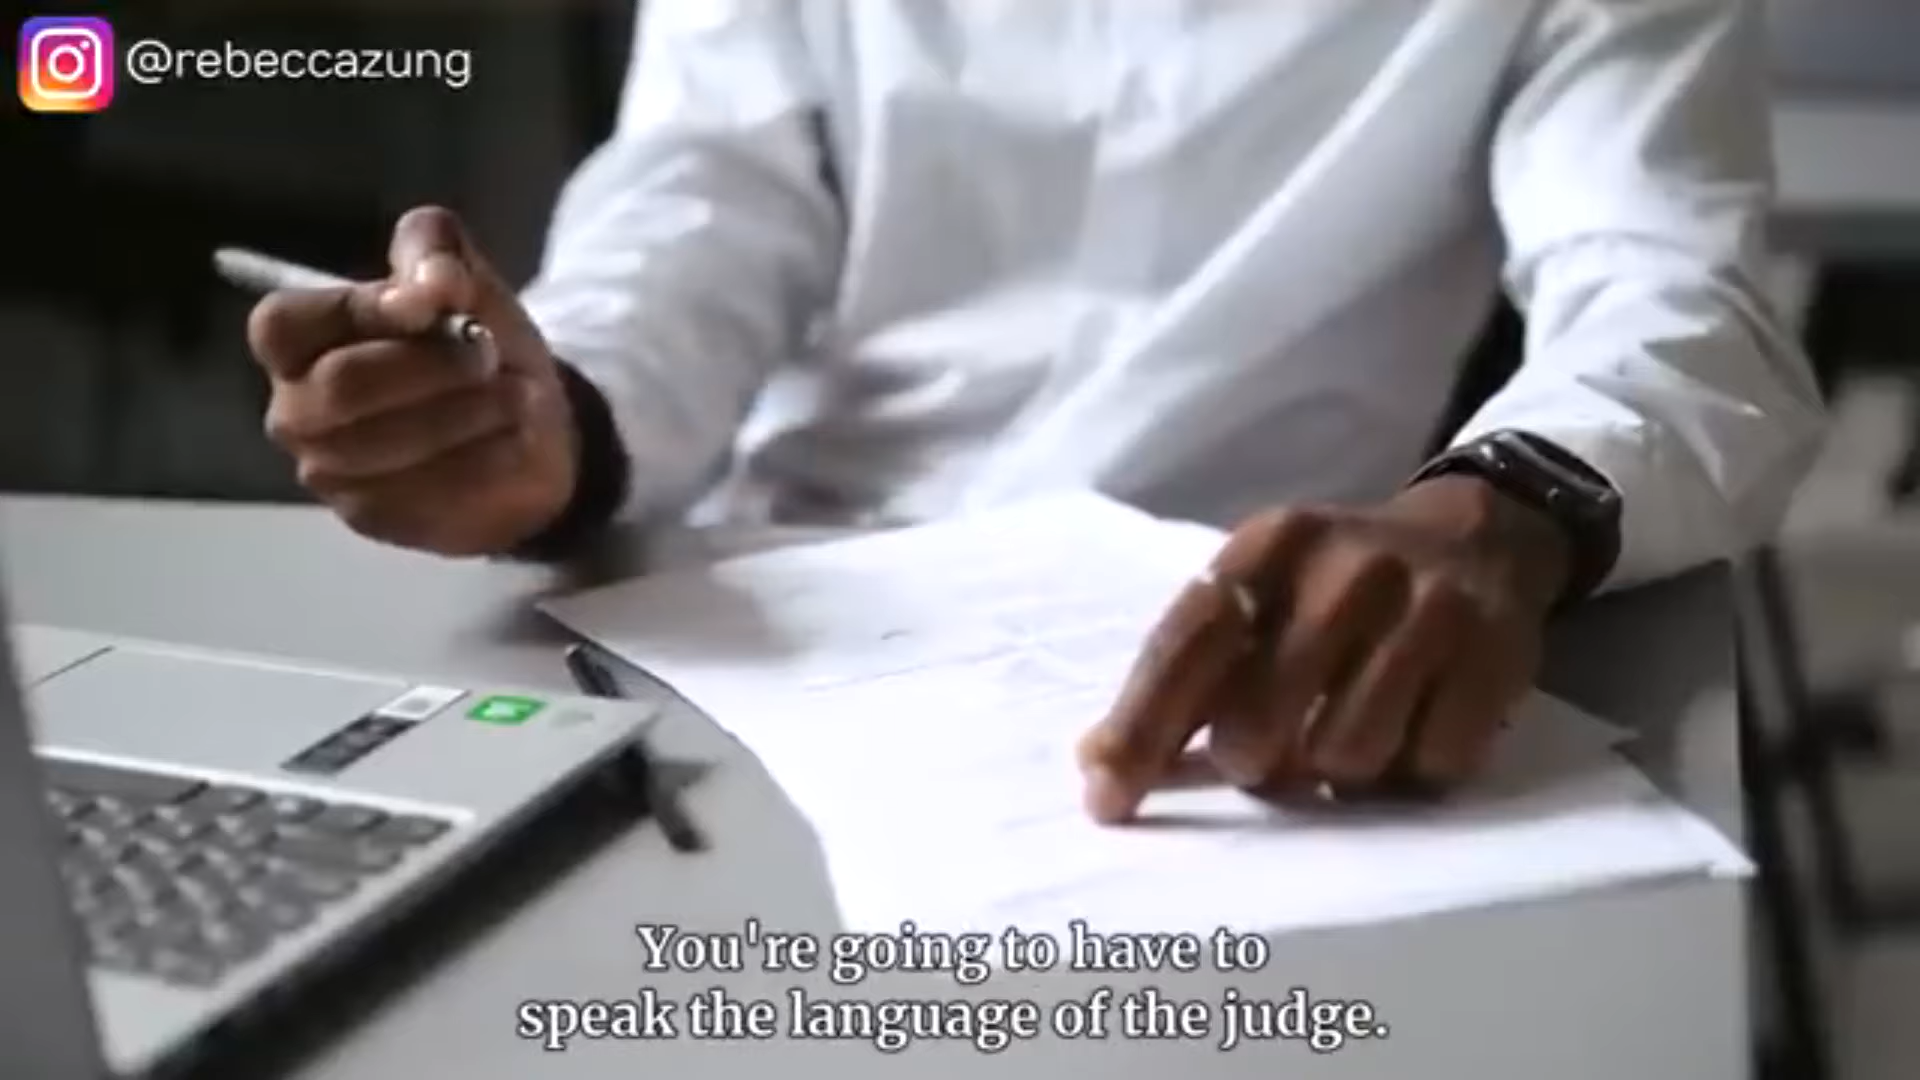 @rebeccazung
You're going to have to
speak the language of the judge.